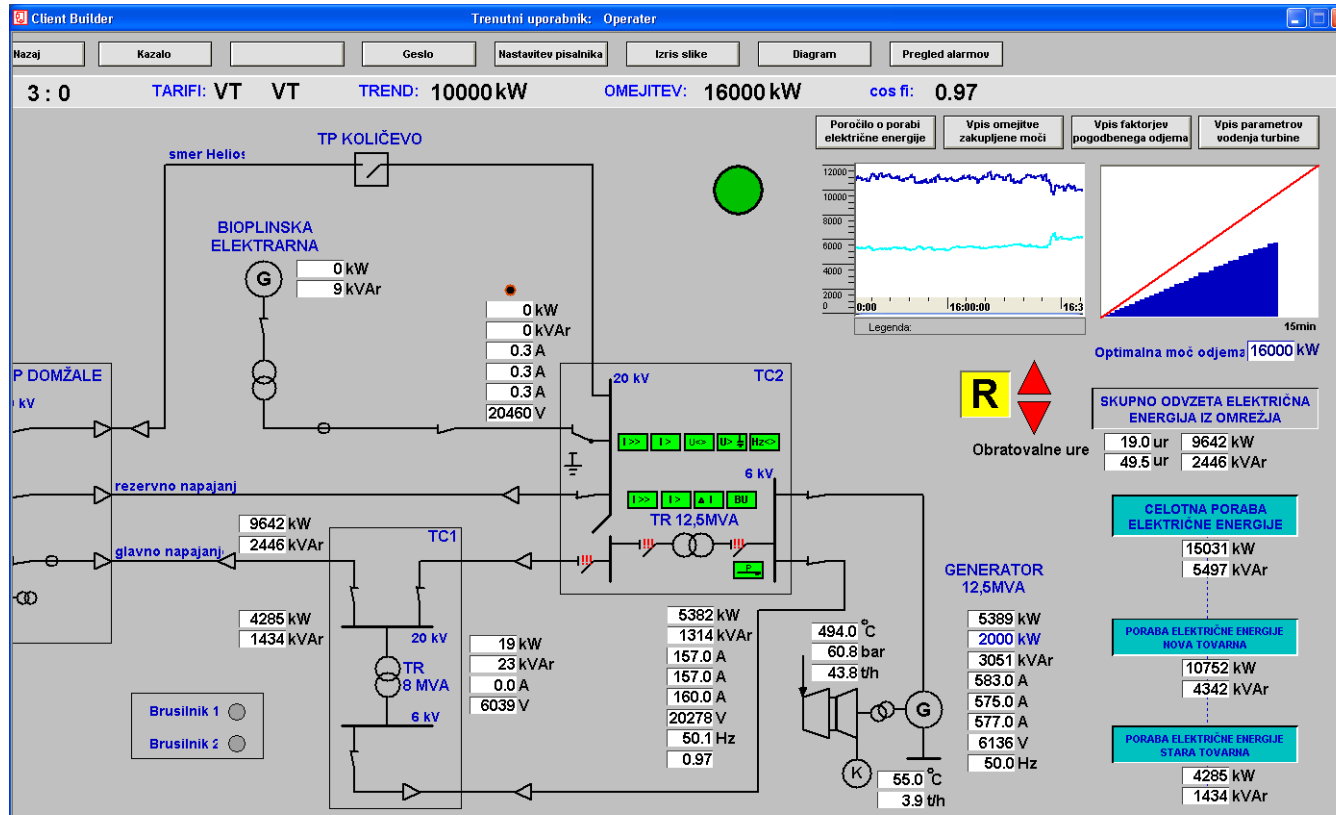 Client Builder
Trenutni uporabnik: Operater
Nazaj
Kazalo
Geslo
Nastavitev pisalnika
Izris slike
Diagram
Pregled alarmov
3 : 0
TARIFI: VT VT
TREND: 10000 kW
OMEJITEV: 16000 kW
cos fi: 0.97
Poročilo o porabi
električne energije
Vpis omejitve
zakupljene moči
Vpis faktorjev
pogodbenega odjema
Vpis parametrov
vodenja turbine
TP KOLIČEVO
smer Helios
BIOPLINSKA
ELEKTRARNA
G
0 kW
9 kVAr
0 kW
0 kVAr
0.3 A
0.3 A
0.3 A
20460 V
12000
10000
8000
6000
4000
2000
0
0:00
16:00:00
16:3
Legenda:
15min
Optimalna moč odjema 16000 kW
R
Obratovalne ure
SKUPNO ODVZETA ELEKTRIČNA
ENERGIJA IZ OMREŽJA
19.0 ur 9642 kW
49.5 ur 2446 kVAr
P DOMŽALE
kV
20 kV
TC2
I >>
I >
U<>
U>
Hz<>
6 kV
I >>
I >
Δ I
BU
TR 12,5MVA
!!!
!!!
!!!
P
rezervno napajanj
glavno napajanje
9642 kW
2446 kVAr
TC1
4285 kW
1434 kVAr
20 kV
TR
8 MVA
6 kV
19 kW
23 kVAr
0.0 A
6039 V
Brusilnik 1
Brusilnik 2
5382 kW
1314 kVAr
157.0 A
157.0 A
160.0 A
20278 V
50.1 Hz
0.97
494.0 °C
60.8 bar
43.8 t/h
G
K
55.0 °C
3.9 t/h
GENERATOR
12,5MVA
5389 kW
2000 kW
3051 kVAr
583.0 A
575.0 A
577.0 A
6136 V
50.0 Hz
CELOTNA PORABA
ELEKTRIČNE ENERGIJE
15031 kW
5497 kVAr
PORABA ELEKTRIČNE ENERGIJE
NOVA TOVARNA
10752 kW
4342 kVAr
PORABA ELEKTRIČNE ENERGIJE
STARA TOVARNA
4285 kW
1434 kVAr